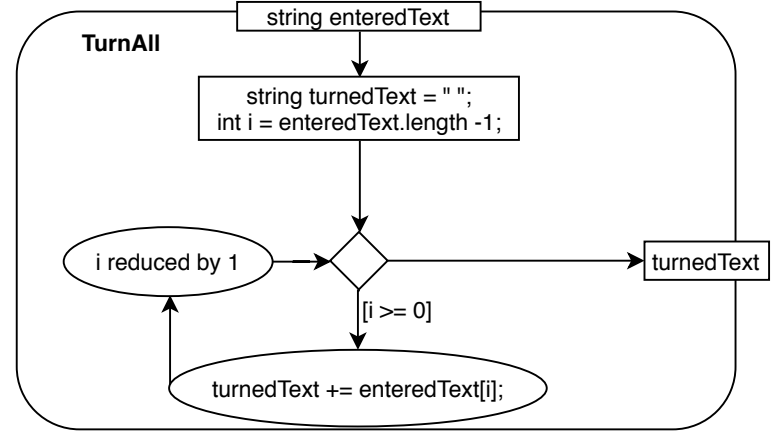 string enteredText
TurnAll
string turnedText = " ";
int i = enteredText.length -1;
i reduced by 1
turnedText
[i >= 0]
turnedText += enteredText[i];